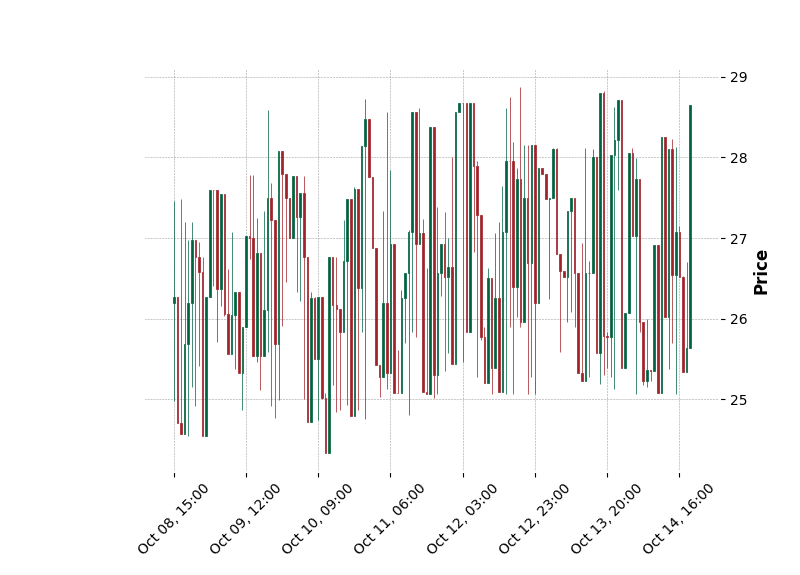 29
28
27
26
25
Price
Oct 08, 15:00
Oct 09, 12:00
Oct 10, 09:00
Oct 11, 06:00
Oct 12, 03:00
Oct 12, 23:00
Oct 13, 20:00
Oct 14, 16:00